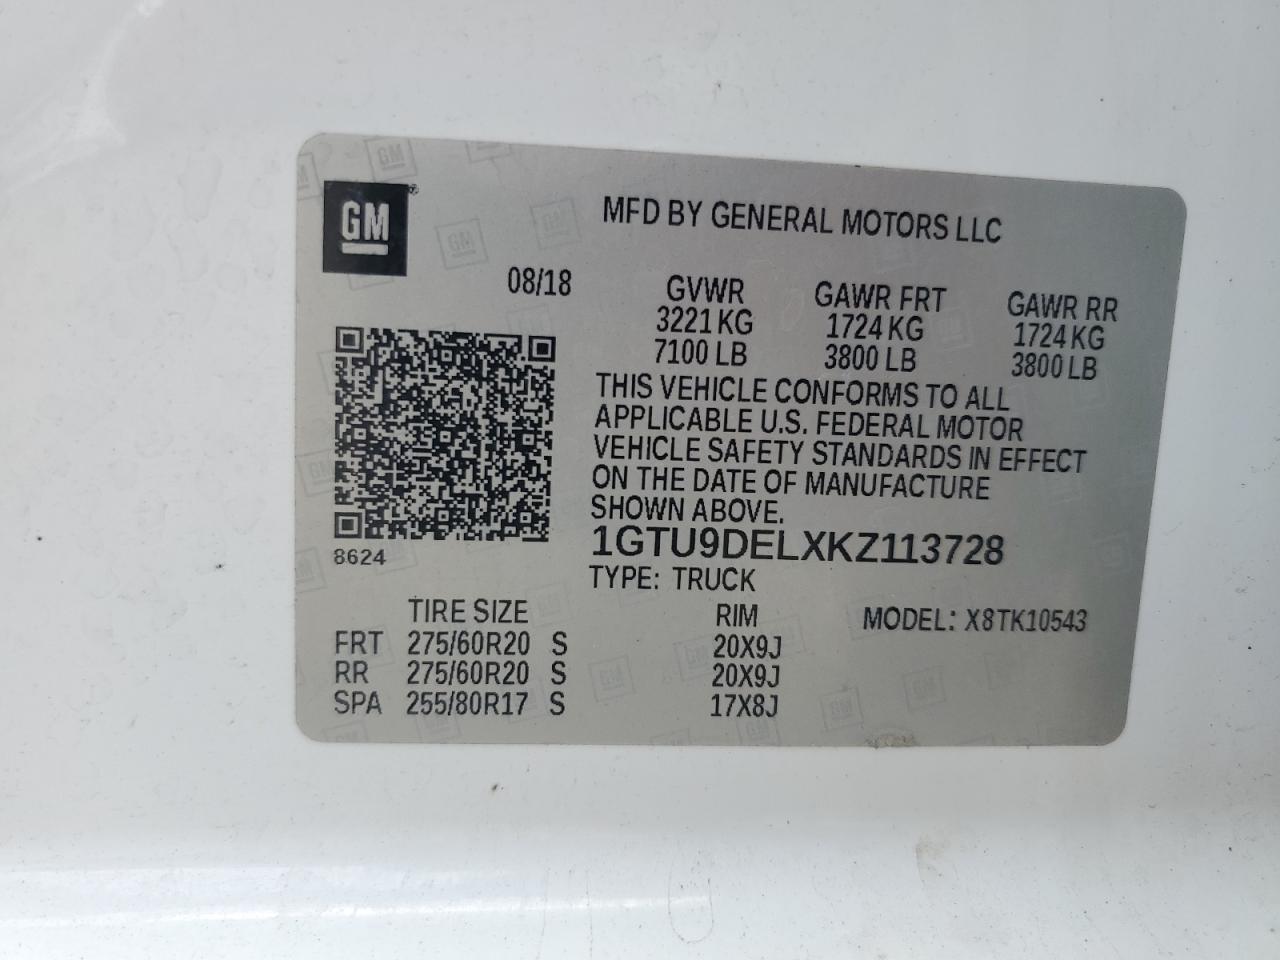 GM
MFD BY GENERAL MOTORS LLC
08/18 GVWR GAWR FRT GAWR RR
3221 KG 1724 KG 1724 KG
7100 LB 3800 LB 3800 LB
THIS VEHICLE CONFORMS TO ALL
APPLICABLE U.S. FEDERAL MOTOR
VEHICLE SAFETY STANDARDS IN EFFECT
ON THE DATE OF MANUFACTURE
SHOWN ABOVE.
1GTU9DELXKZ113728
8624
TYPE: TRUCK
TIRE SIZE RIM MODEL: X8TK10543
FRT 275/60R20 S 20X9J
RR 275/60R20 S 20X9J
SPA 255/80R17 S 17X8J